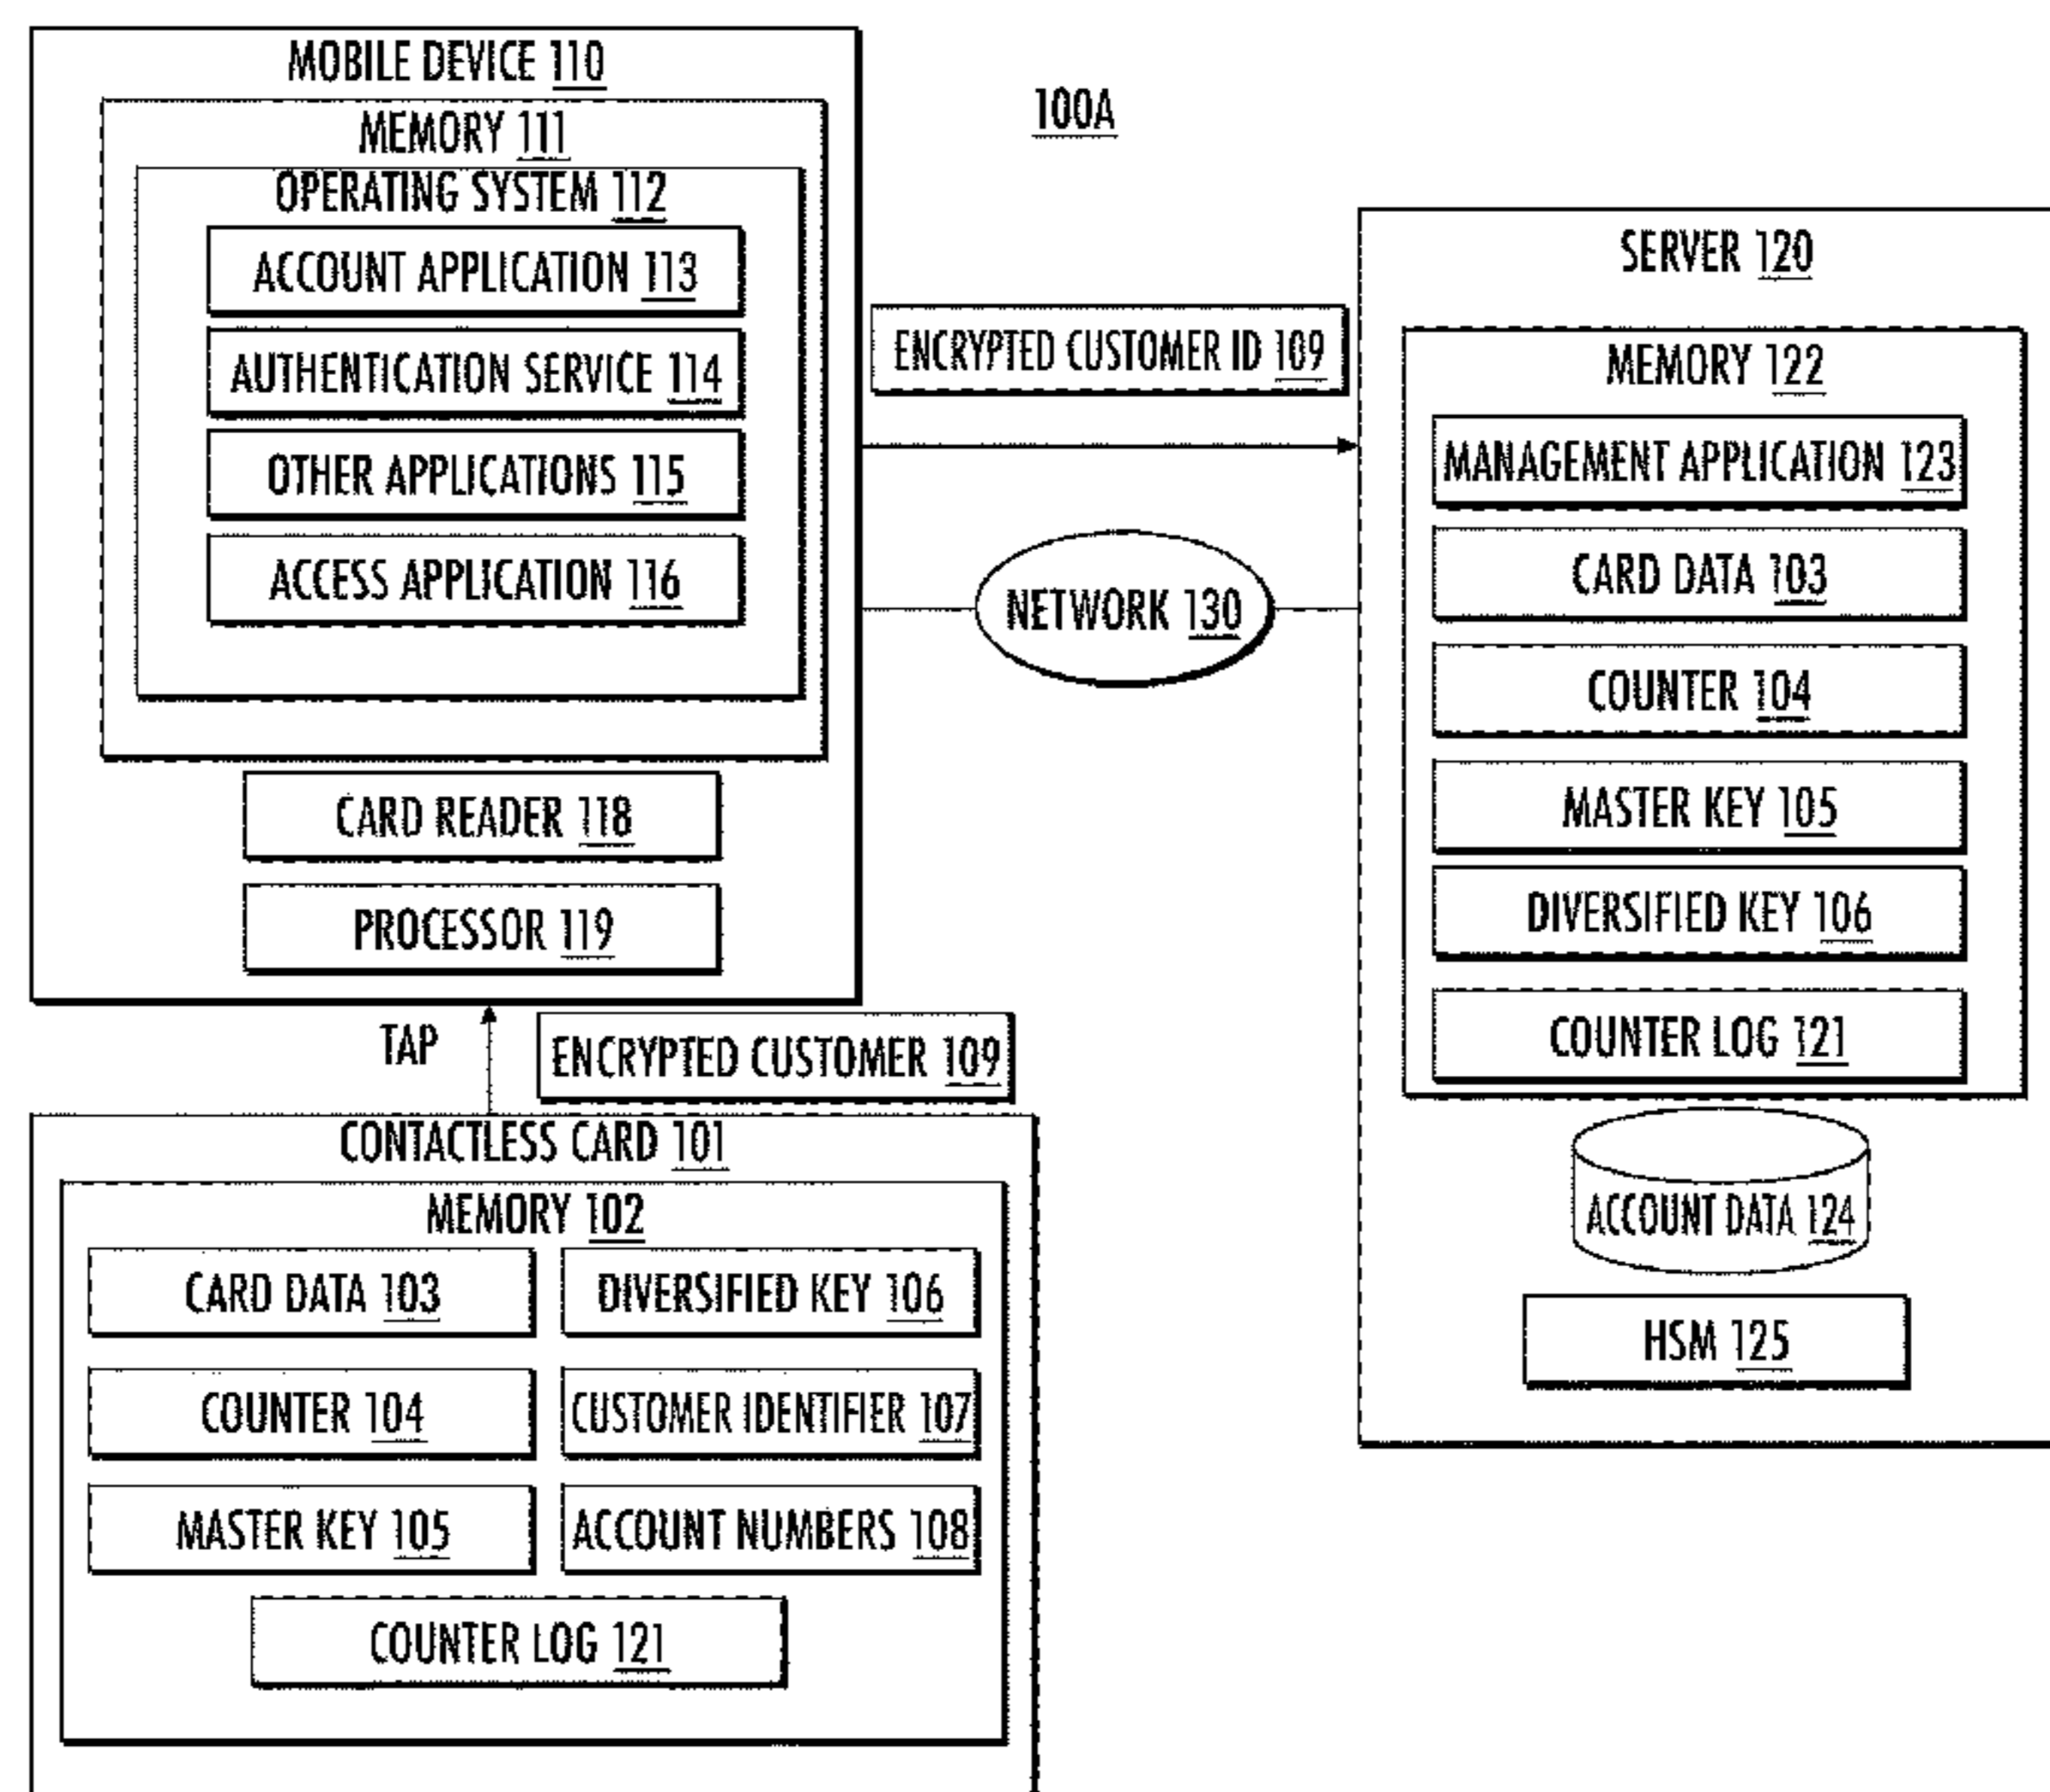 MOBILE DEVICE 110
MEMORY 111
OPERATING SYSTEM 112
ACCOUNT APPLICATION 113
AUTHENTICATION SERVICE 114
OTHER APPLICATIONS 115
ACCESS APPLICATION 116
CARD READER 118
PROCESSOR 119
100A
ENCRYPTED CUSTOMER ID 109
NETWORK 130
SERVER 120
MEMORY 122
MANAGEMENT APPLICATION 123
CARD DATA 103
COUNTER 104
MASTER KEY 105
DIVERSIFIED KEY 106
COUNTER LOG 121
ACCOUNT DATA 124
HSM 125
TAP
ENCRYPTED CUSTOMER 109
CONTACTLESS CARD 101
MEMORY 102
CARD DATA 103
DIVERSIFIED KEY 106
COUNTER 104
CUSTOMER IDENTIFIER 107
MASTER KEY 105
ACCOUNT NUMBERS 108
COUNTER LOG 121